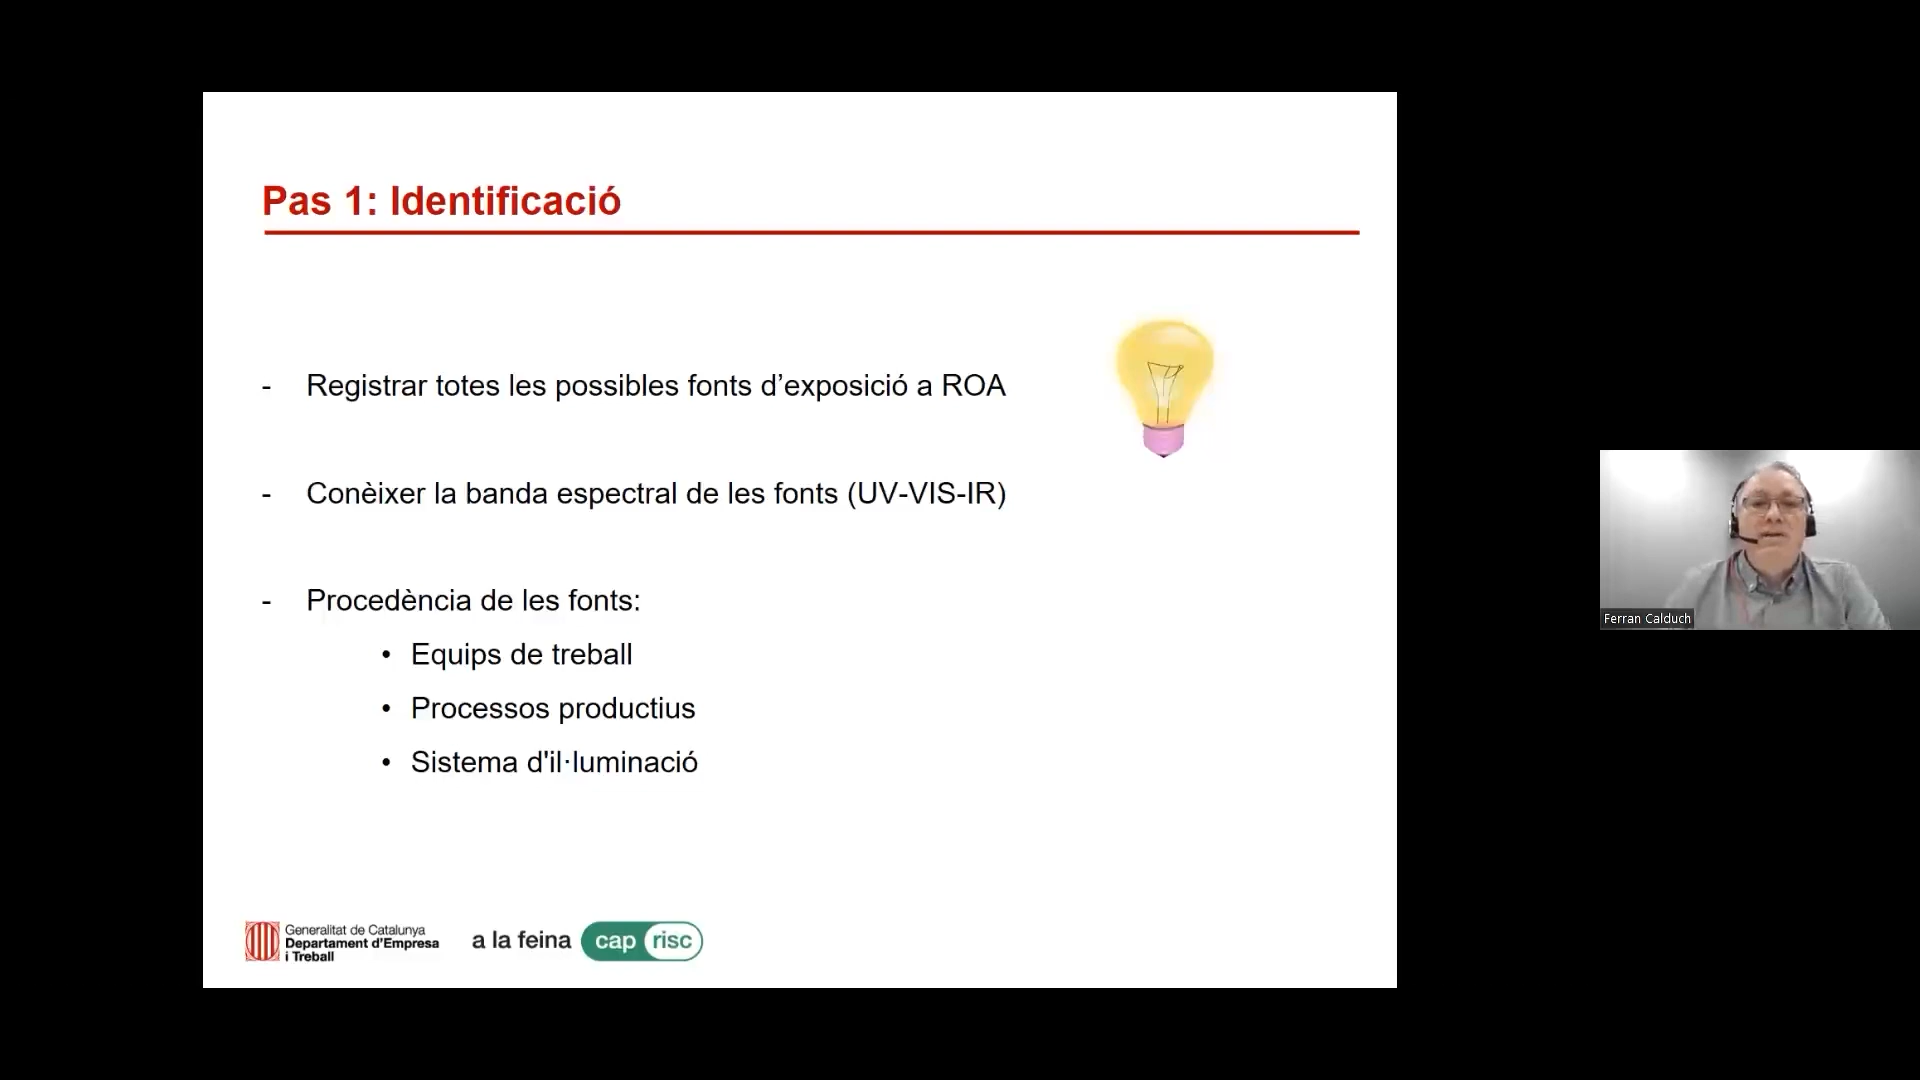 Pas 1: Identificació
- Registrar totes les possibles fonts d’exposició a ROA
- Conèixer la banda espectral de les fonts (UV-VIS-IR)
- Procedència de les fonts:
• Equips de treball
• Processos productius
• Sistema d'il·luminació
Ferran Calduch
Generalitat de Catalunya
Departament d’Empresa
i Treball
a la feina cap risc